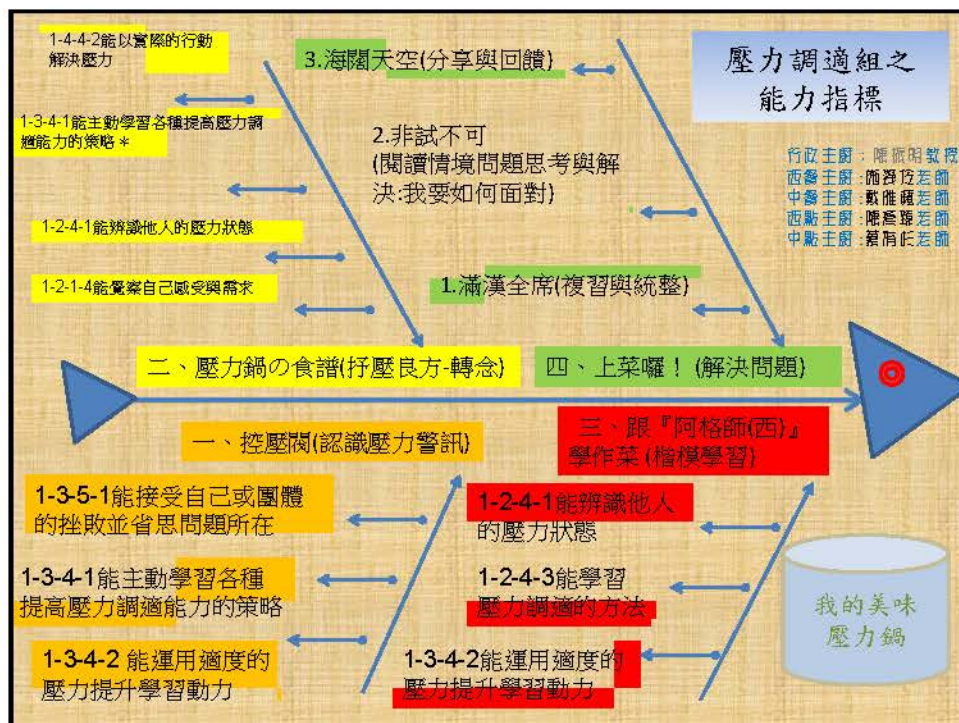 壓力調適組之
能力指標
行政主廚：陳振明教授
西餐主廚:
老師
中餐主廚:戴雅
老師
西點主廚:陳
老師
中點主廚:
老師
1-4-4-2能以實際的行動
解決壓力
1-3-4-1能主動學習各種提高壓力調
適能力的策略＊
1-2-4-1能辨識他人的壓力狀態
1-2-1-4能覺察自己感受與需求
二、壓力鍋の食譜(抒壓良方-轉念)
3.海闊天空(分享與回饋)
2.非試不可
(閱讀情境問題思考與解
決:我要如何面對)
1.滿漢全席(複習與統整)
四、上菜囉！(解決問題)
一、控壓閥(認識壓力警訊)
1-3-5-1能接受自己或團體
的挫敗並省思問題所在
1-3-4-1能主動學習各種
提高壓力調適能力的策略
1-3-4-2 能運用適度的
壓力提升學習動力
三、跟『阿格師(西)』
學作菜 (楷模學習)
1-2-4-1能辨識他人
的壓力狀態
1-2-4-3能學習
壓力調適的方法
1-3-4-2能運用適度的
壓力提升學習動力
我的美味
壓力鍋